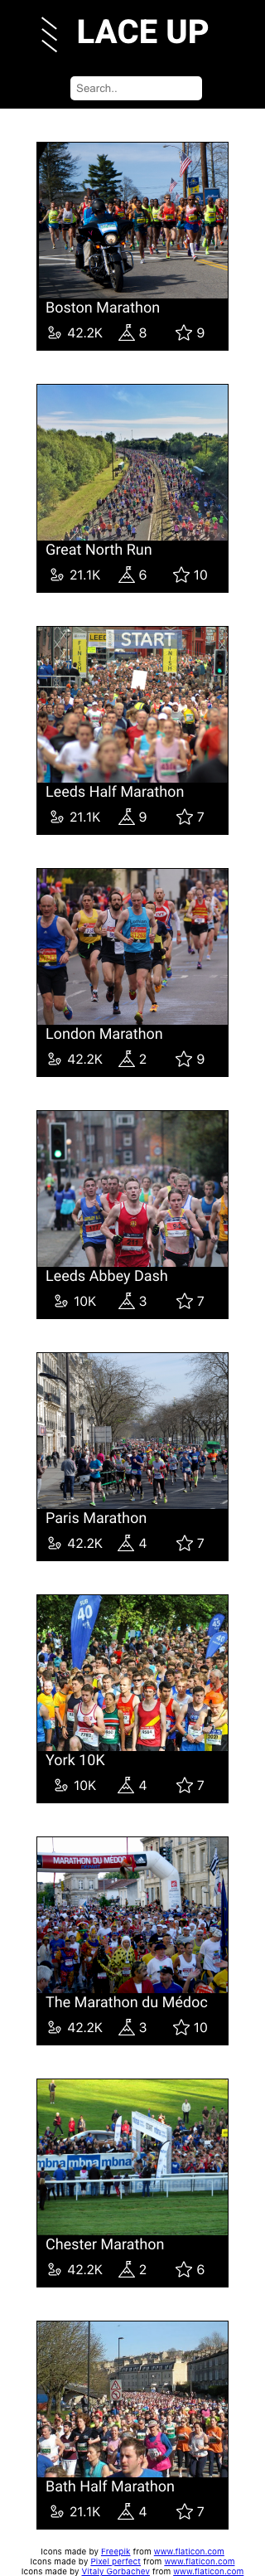 LACE UP
Search..
Boston Marathon
42.2K 8 9
Great North Run
21.1K 6 10
LEED
START
Leeds Half Marathon
21.1K 9 7
London Marathon
42.2K 2 9
Leeds Abbey Dash
10K 3 7
Paris Marathon
42.2K 4 7
40
York 10K
10K 4 7
MARATHON DU MEDOC
The Marathon du Médoc
42.2K 3 10
mbna mbna mbna
Chester Marathon
42.2K 2 6
Bath Half Marathon
21.1K 4 7
Icons made by Freepik from www.flaticon.com
Icons made by Pixel perfect from www.flaticon.com
Icons made by Vitaly Gorbachev from www.flaticon.com